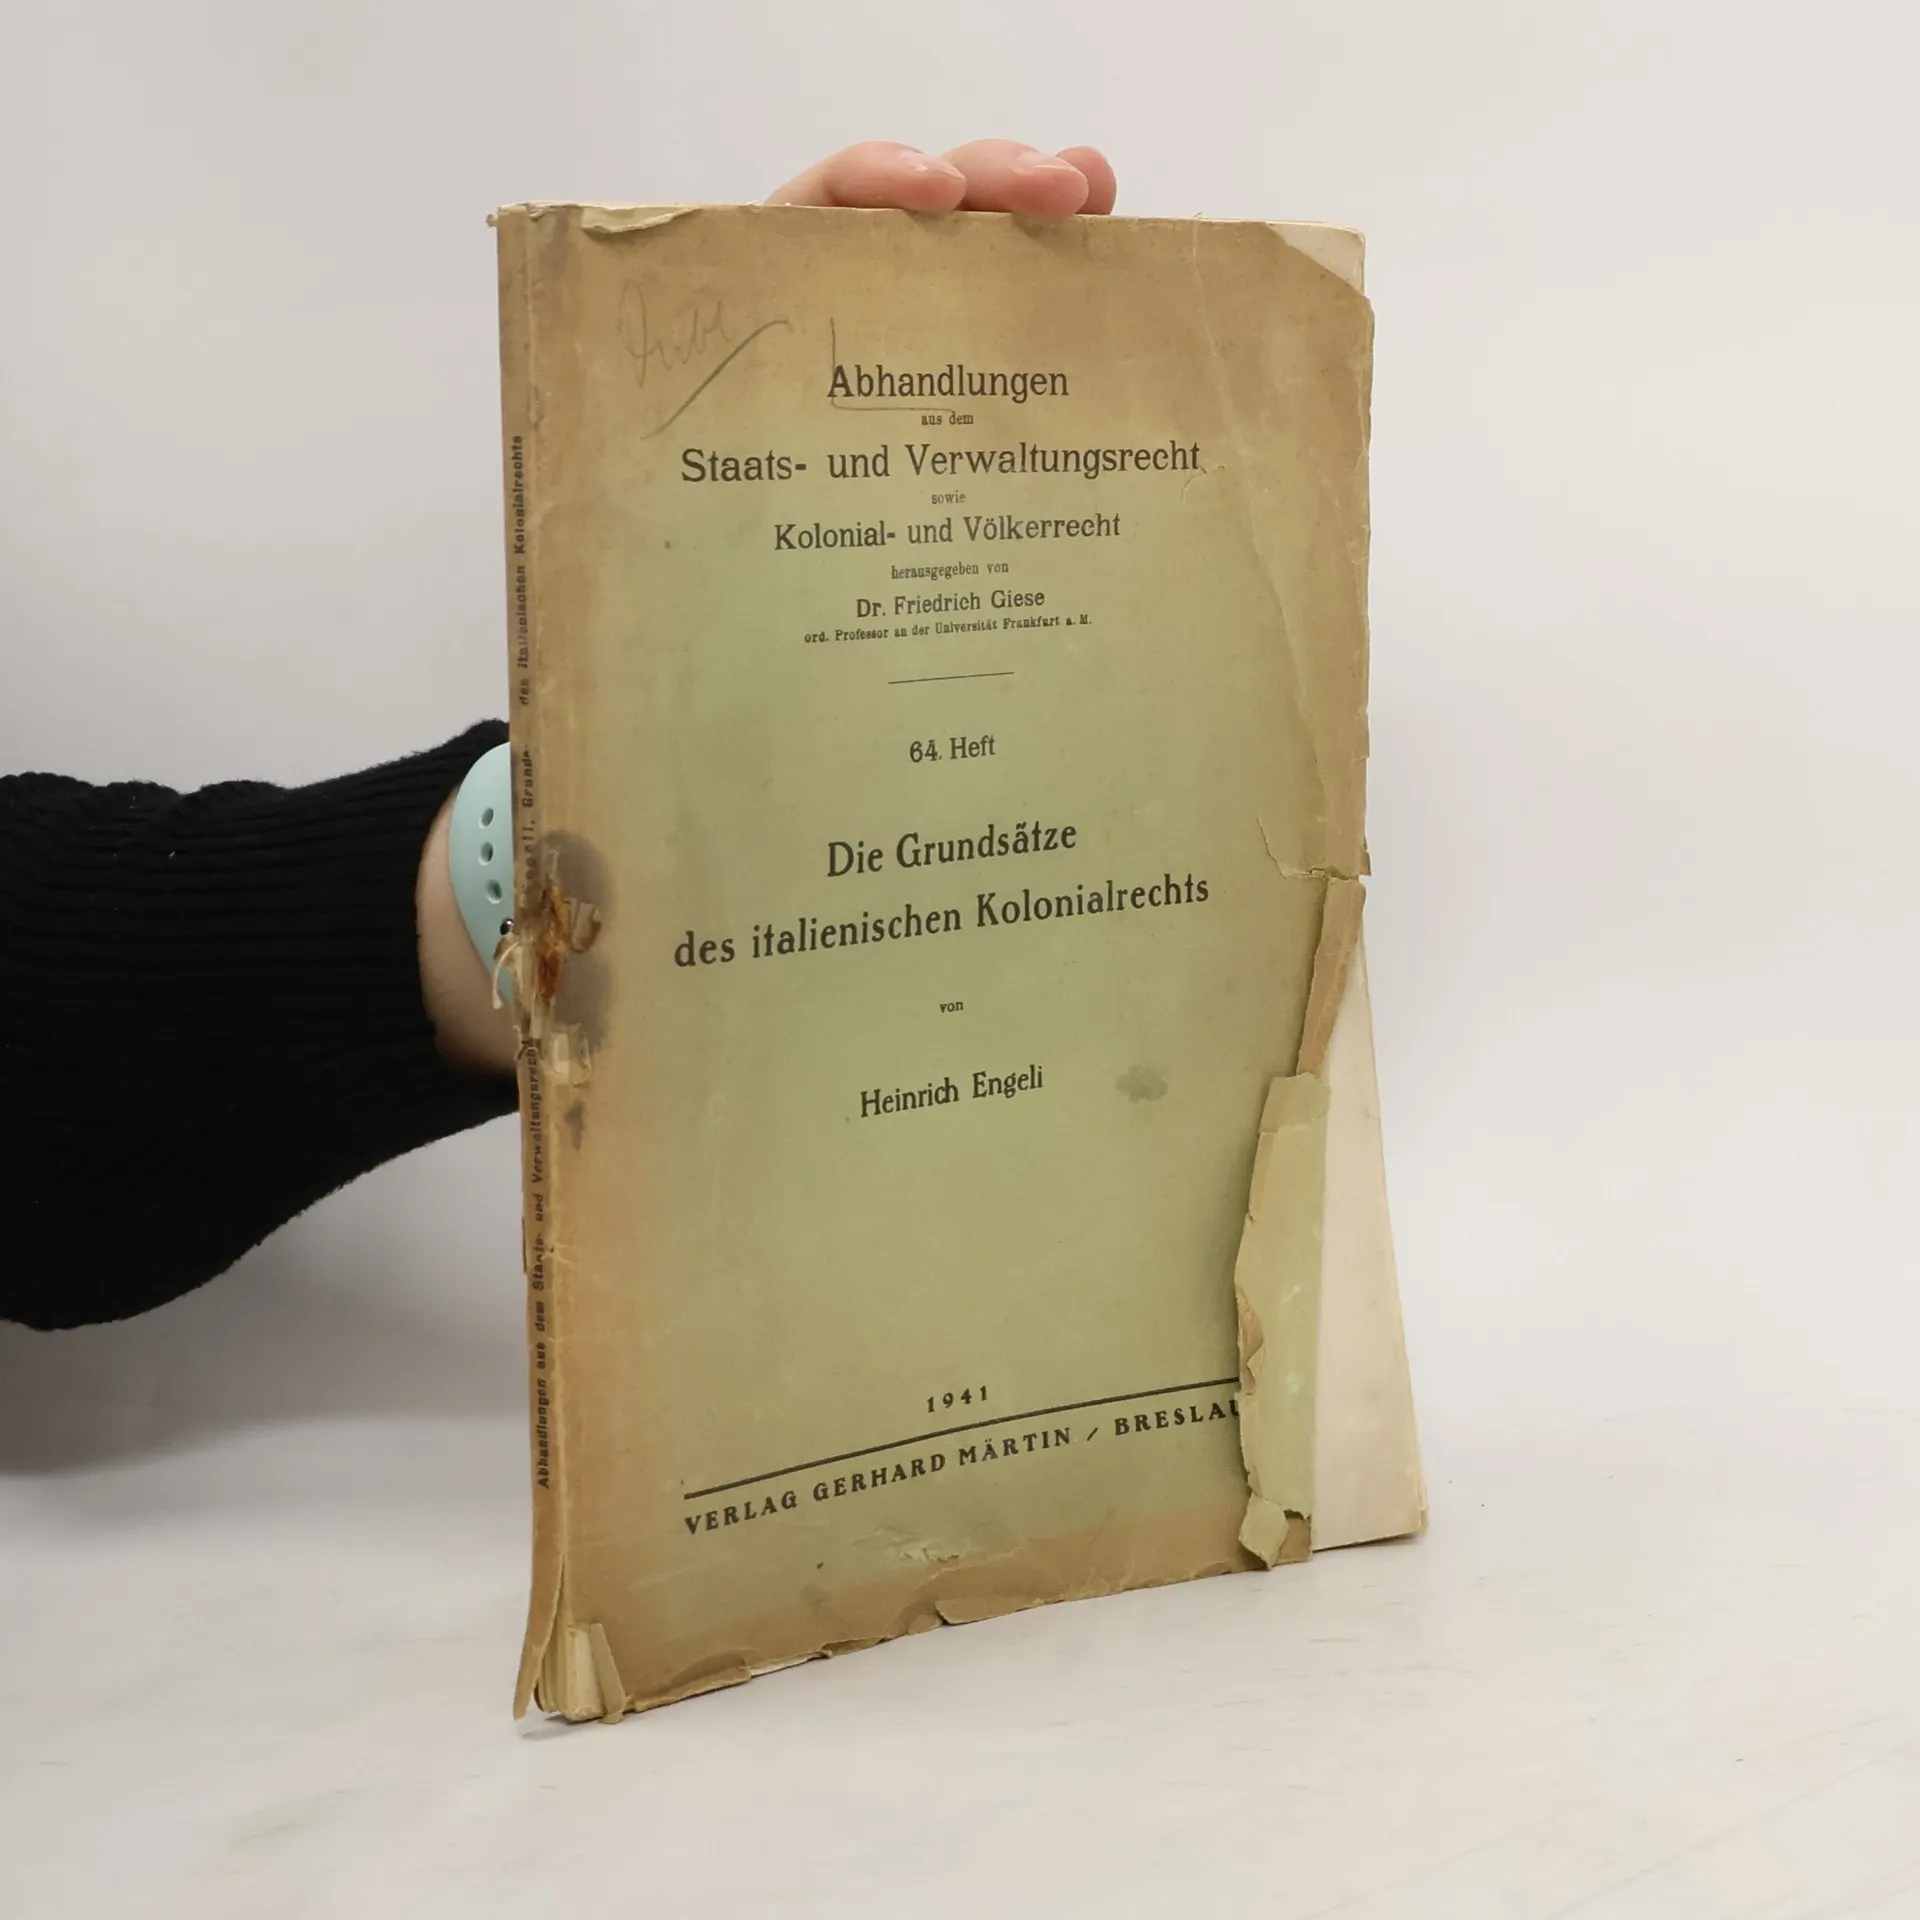 Abhandlungen
aus dem
Staats- und Verwaltungsrecht
sowie
Kolonial- und Völkerrecht
herausgegeben von
Dr. Friedrich Giese
ord. Professor an der Universität Frankfurt a. M.
64. Heft
Die Grundsätze
des italienischen Kolonialrechts
von
Heinrich Engeli
1941
VERLAG GERHARD MÄRTIN / BRESLAU
Abhandlungen aus dem Staats- und Verwaltungsrecht
Grund-
des italienischen Kolonialrechts